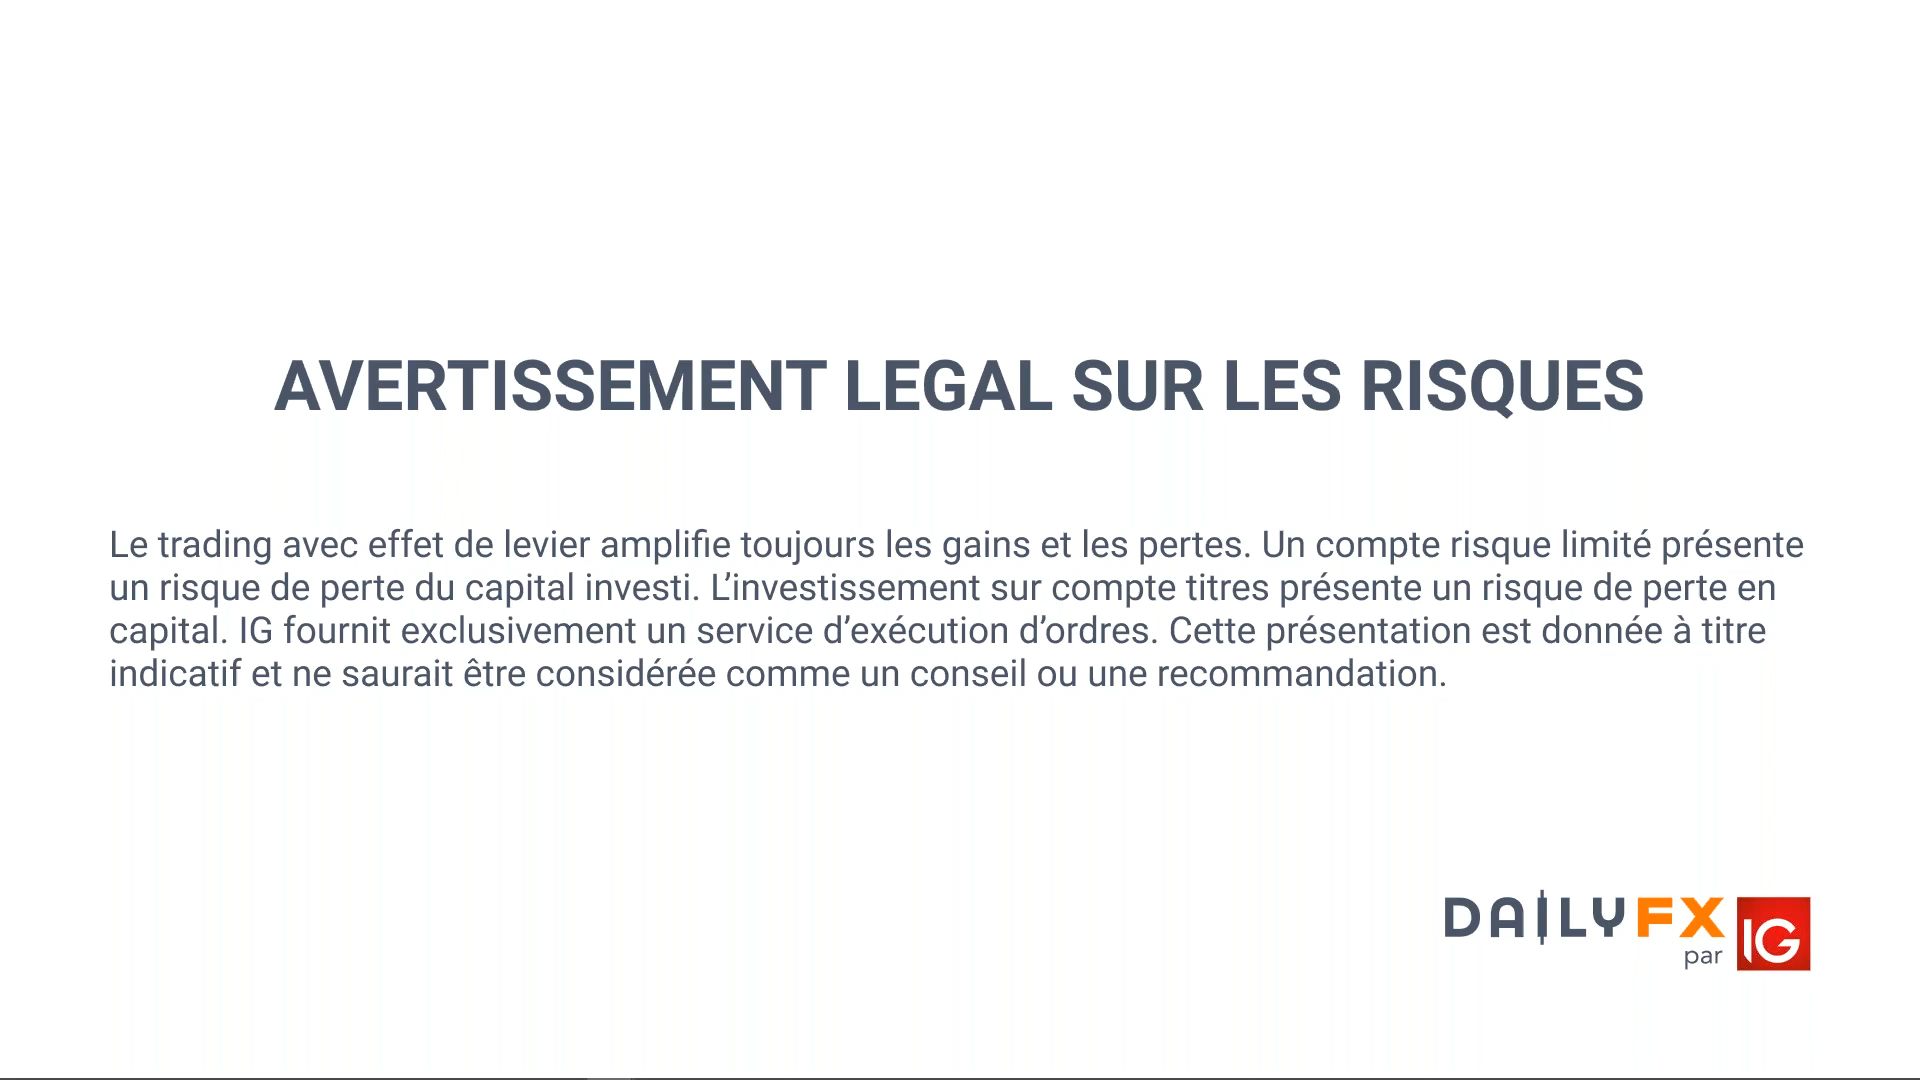 AVERTISSEMENT LEGAL SUR LES RISQUES
Le trading avec effet de levier amplifie toujours les gains et les pertes. Un compte risque limité présente
un risque de perte du capital investi. L’investissement sur compte titres présente un risque de perte en
capital. IG fournit exclusivement un service d’exécution d’ordres. Cette présentation est donnée à titre
indicatif et ne saurait être considérée comme un conseil ou une recommandation.
DAILYFX
par IG